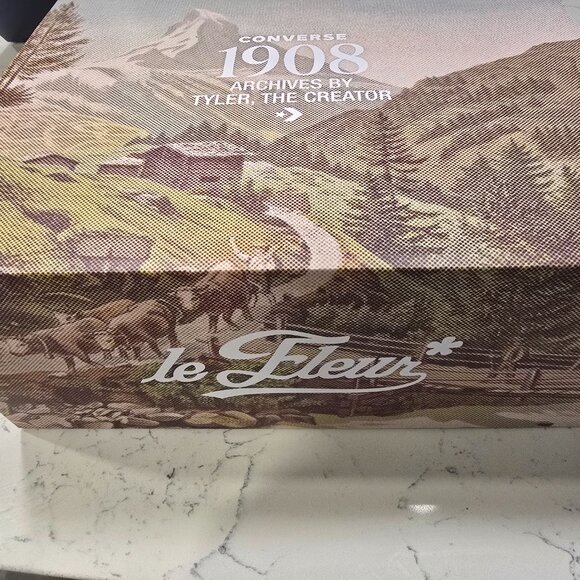 CONVERSE
1908
ARCHIVES BY
TYLER, THE CREATOR
le Fleur*